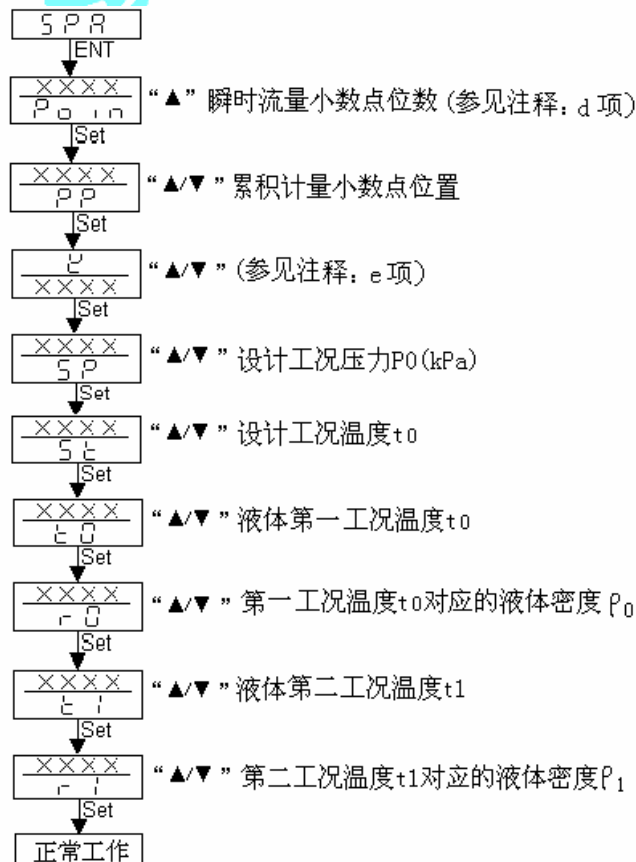 SPA
ENT
XXXX
Poin
“▲”瞬时流量小数点位数(参见注释: d项)
Set
XXXX
PP
“▲/▼”累积计量小数点位置
Set
“▲/▼”(参见注释: e项)
XXXX
Set
XXXX
SP
“▲/▼”设计工况压力P0(kPa)
Set
XXXX
St
“▲/▼”设计工况温度t0
Set
XXXX
t0
“▲/▼”液体第一工况温度t0
Set
XXXX
r0
“▲/▼”第一工况温度t0对应的液体密度ρ₀
Set
XXXX
t1
“▲/▼”液体第二工况温度t1
Set
XXXX
r1
“▲/▼”第二工况温度t1对应的液体密度ρ₁
Set
正常工作